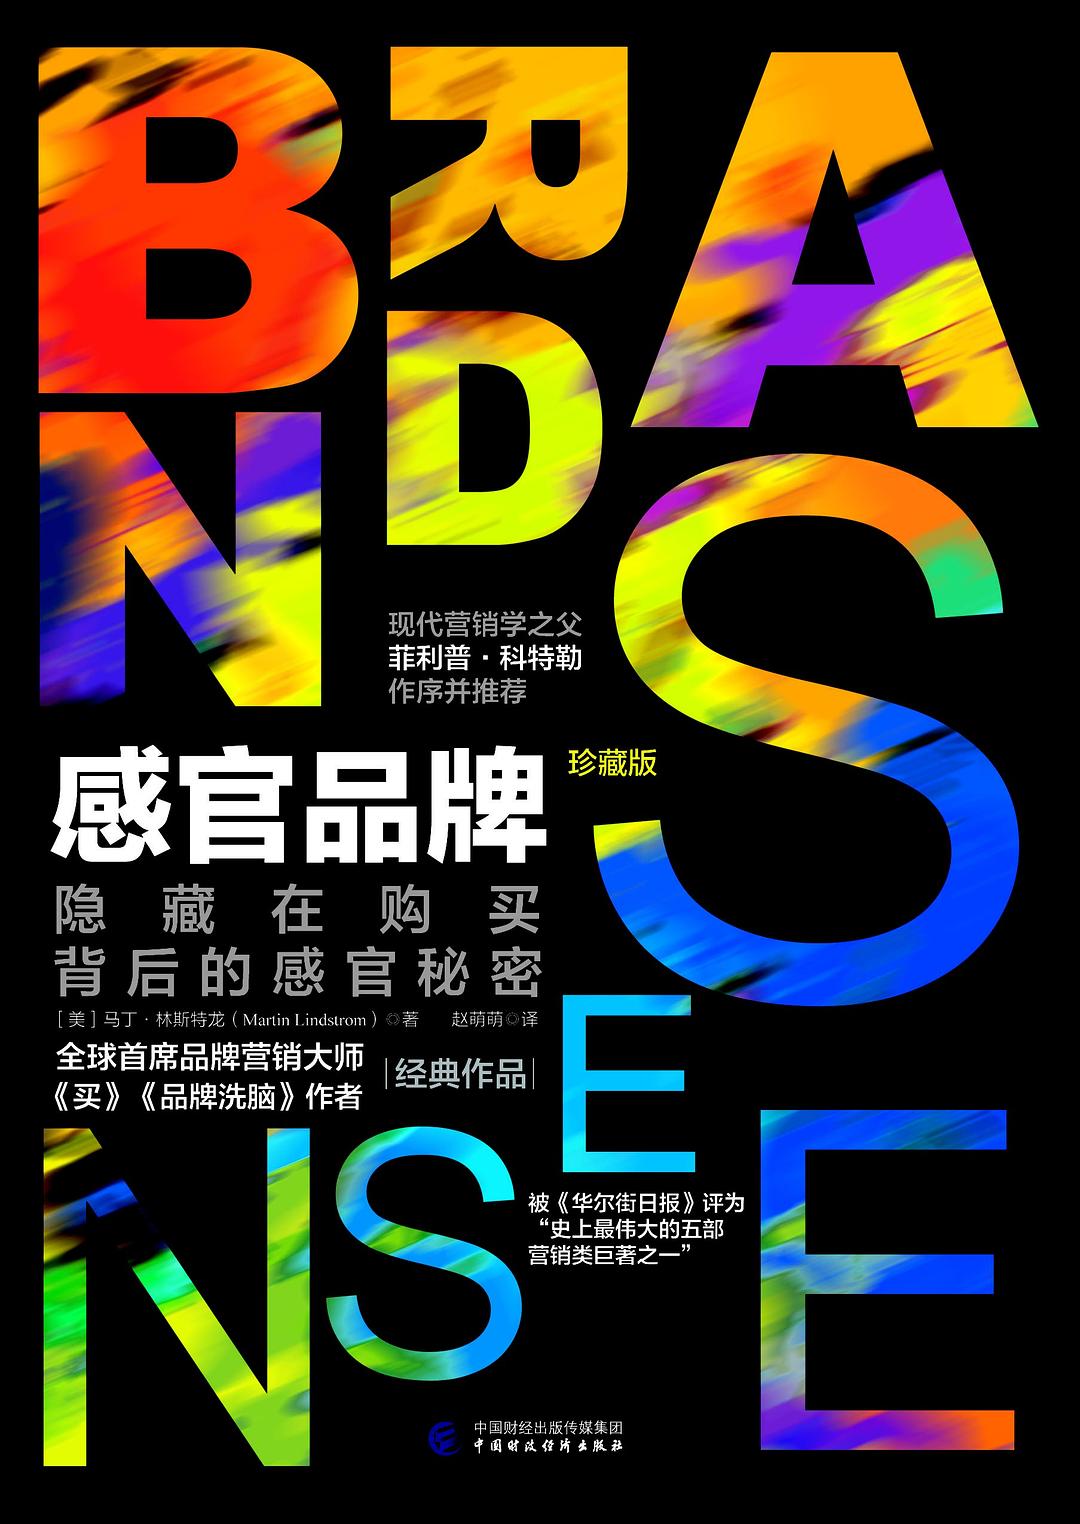 BRAND
SENSE
现代营销学之父
菲利普·科特勒
作序并推荐
感官品牌
珍藏版
隐藏在购买
背后的感官秘密
[美]马丁·林斯特龙（Martin Lindstrom）◎著 赵萌萌◎译
全球首席品牌营销大师
《买》《品牌洗脑》作者
经典作品
被《华尔街日报》评为
“史上最伟大的五部
营销类巨著之一”
中国财经出版传媒集团
中国财政经济出版社